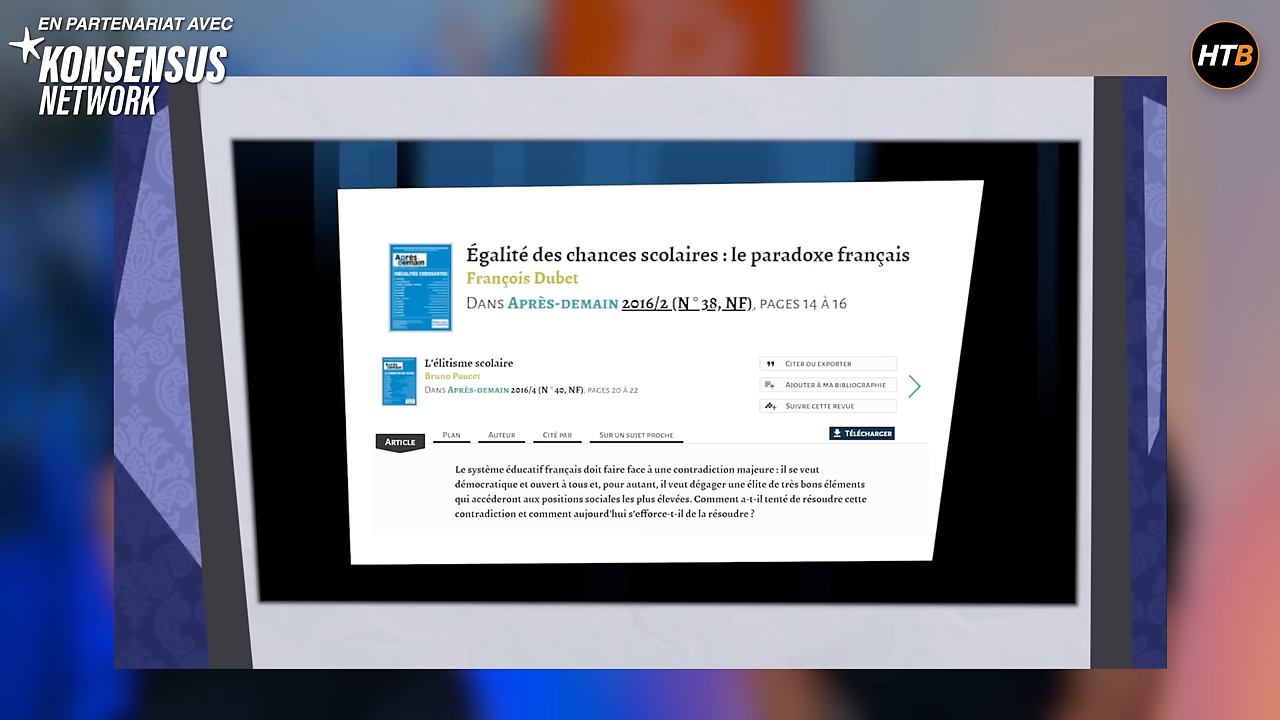 EN PARTENARIAT AVEC
KONSENSUS
NETWORK
HTB
Égalité des chances scolaires : le paradoxe français
François Dubet
Dans Après-demain 2016/2 (N° 38, NF), pages 14 à 16
Après-demain
INÉGALITÉS CROISSANTES
L'élitisme scolaire
Bruno Poucet
Dans Après-demain 2016/4 (N° 40, NF), pages 20 à 22
Citer ou exporter
Ajouter à ma bibliographie
Suivre cette revue
Article
Plan
Auteur
Cité par
Sur un sujet proche
Télécharger
Le système éducatif français doit faire face à une contradiction majeure : il se veut
démocratique et ouvert à tous et, pour autant, il veut dégager une élite de très bons éléments
qui accéderont aux positions sociales les plus élevées. Comment a-t-il tenté de résoudre cette
contradiction et comment aujourd'hui s'efforce-t-il de la résoudre ?